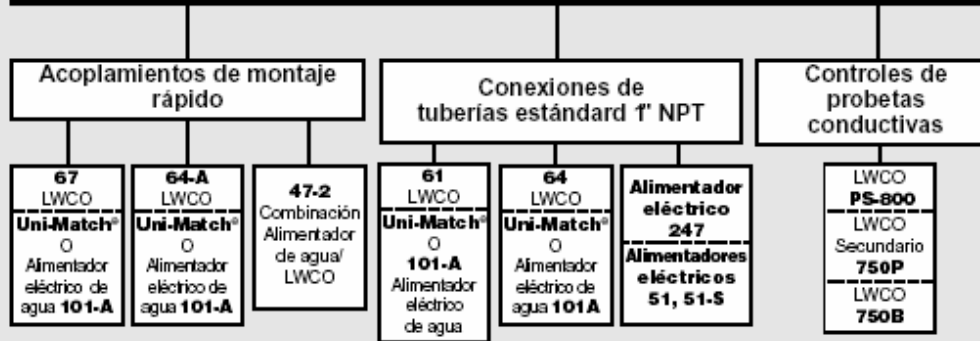 Acoplamientos de montaje
rápido
Conexiones de
tuberías estándard 1" NPT
Controles de
probetas
conductivas
67
LWCO
Uni-Match®
O
Alimentador
eléctrico de
agua 101-A
64-A
LWCO
Uni-Match®
O
Alimentador
eléctrico de
agua 101-A
47-2
Combinación
Alimentador
de agua/
LWCO
61
LWCO
Uni-Match®
O
101-A
Alimentador
eléctrico
de agua
64
LWCO
Uni-Match®
O
Alimentador
eléctrico de
agua 101A
Alimentador
eléctrico
247
Alimentadores
eléctricos
51, 51-S
LWCO
PS-800
LWCO
Secundario
750P
LWCO
750B